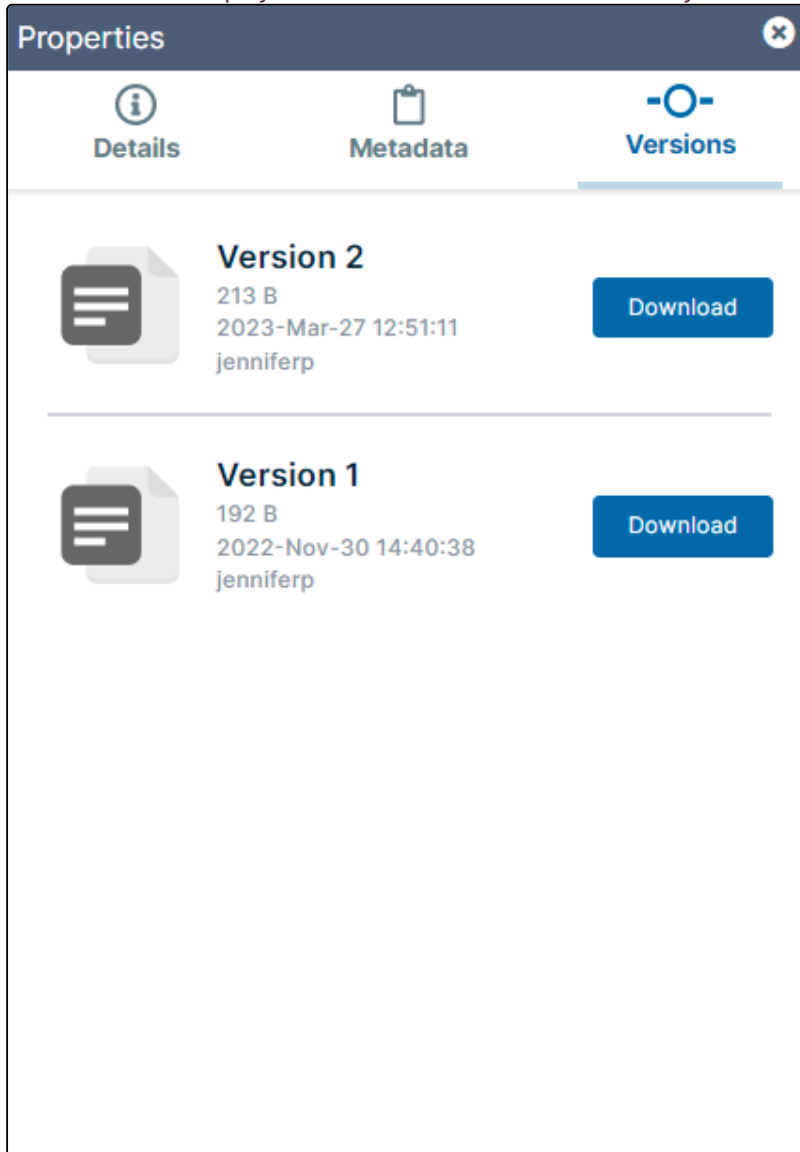 Properties
Details
Metadata
Versions
Version 2
213 B
2023-Mar-27 12:51:11
jenniferp
Download
Version 1
192 B
2022-Nov-30 14:40:38
jenniferp
Download